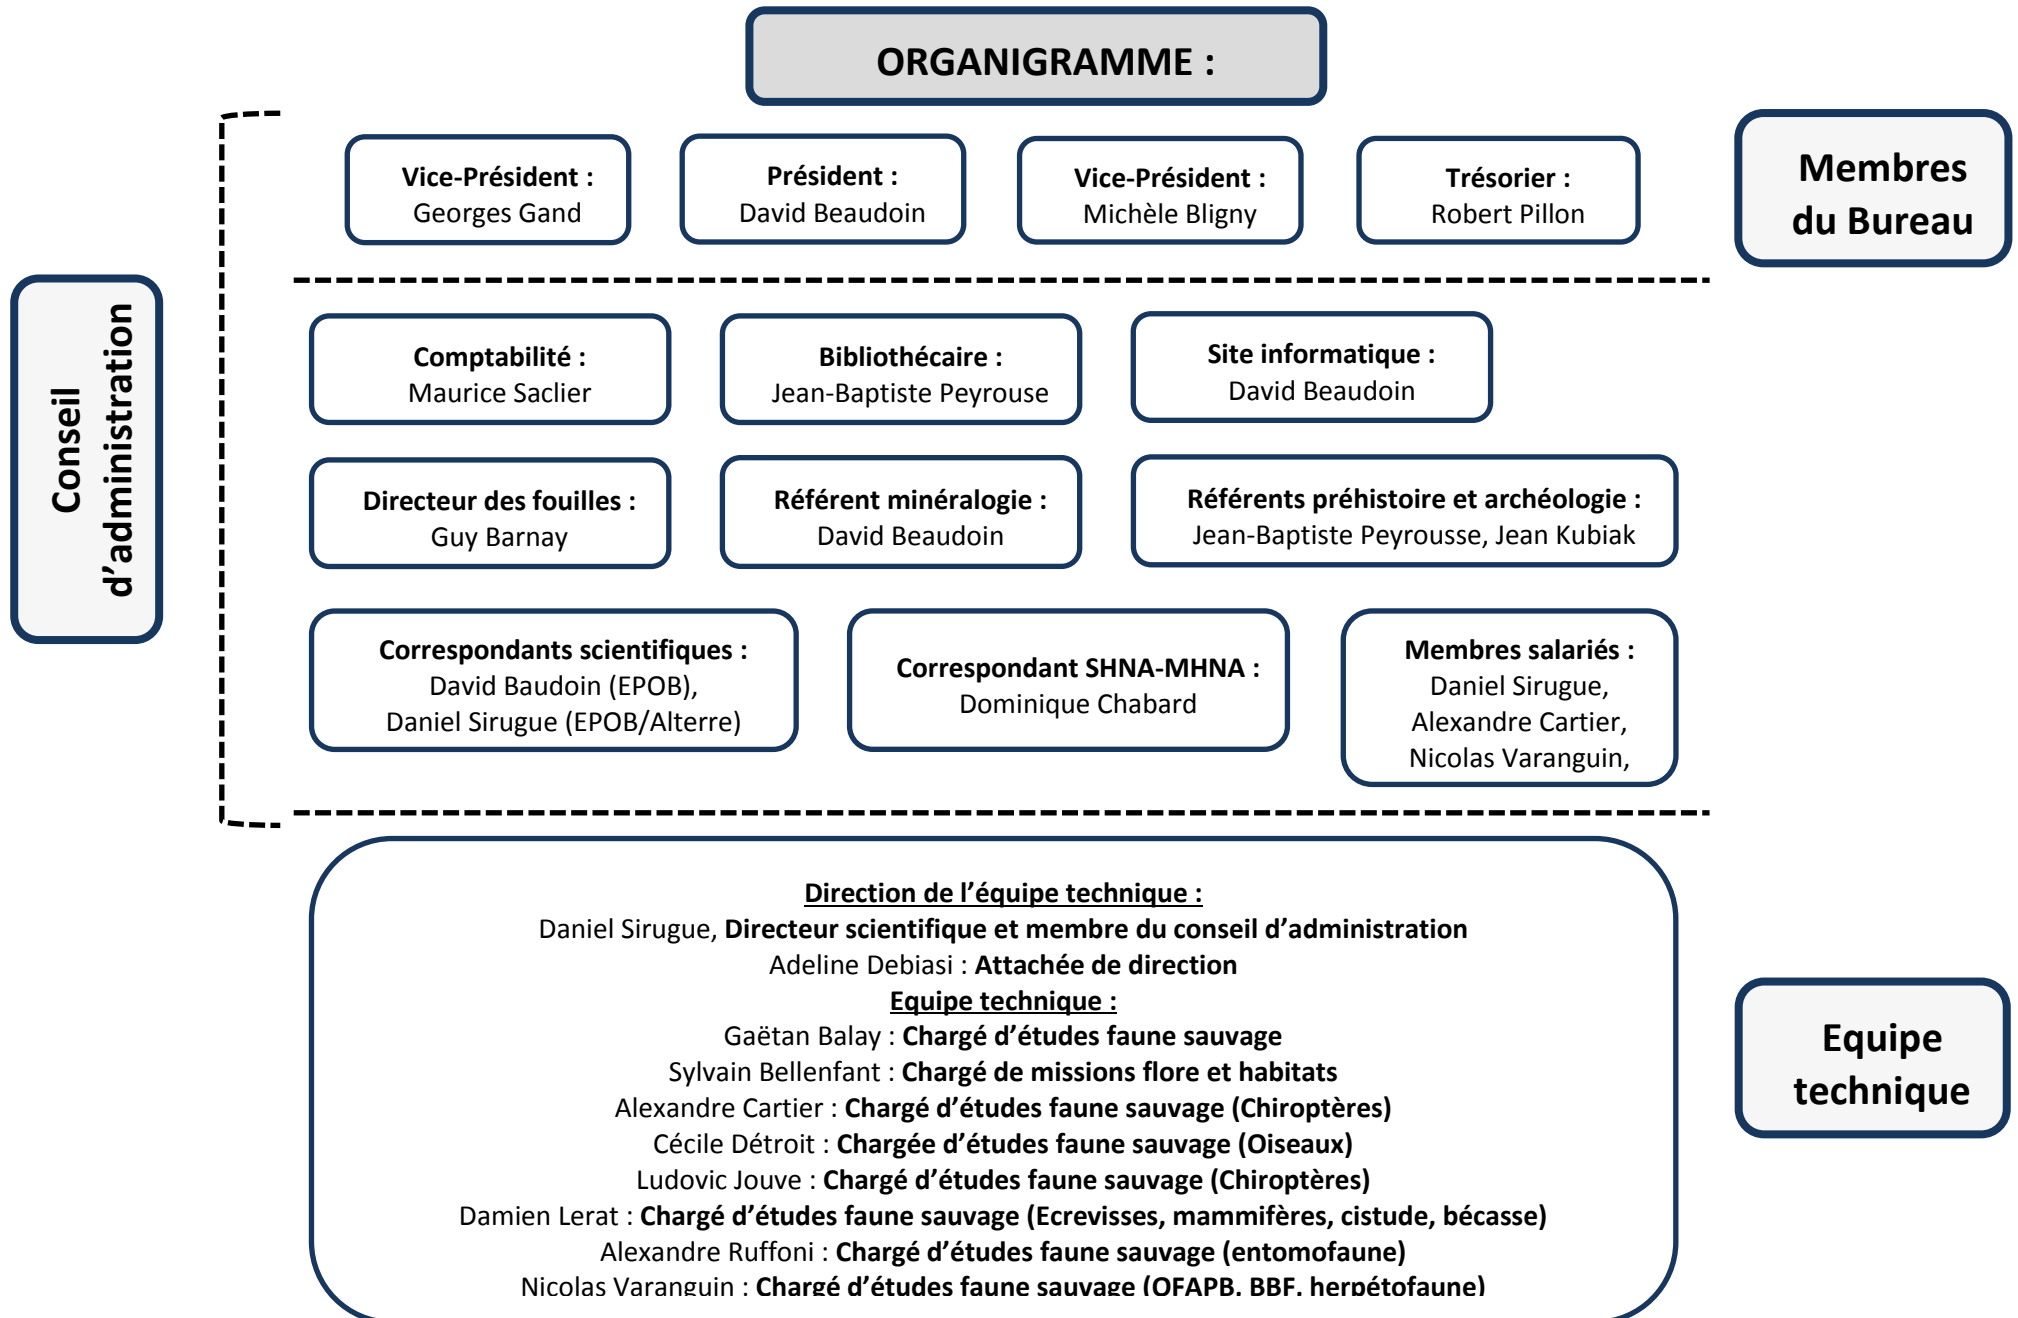 ORGANIGRAMME :
Vice-Président :
Georges Gand
Président :
David Beaudoin
Vice-Président :
Michèle Bligny
Trésorier :
Robert Pillon
Membres
du Bureau
Conseil
d’administration
Comptabilité :
Maurice Saclier
Bibliothécaire :
Jean-Baptiste Peyrouse
Site informatique :
David Beaudoin
Directeur des fouilles :
Guy Barnay
Référent minéralogie :
David Beaudoin
Référents préhistoire et archéologie :
Jean-Baptiste Peyrousse, Jean Kubiak
Correspondants scientifiques :
David Baudoin (EPOB),
Daniel Sirugue (EPOB/Alterre)
Correspondant SHNA-MHNA :
Dominique Chabard
Membres salariés :
Daniel Sirugue,
Alexandre Cartier,
Nicolas Varanguin,
Direction de l’équipe technique :
Daniel Sirugue, Directeur scientifique et membre du conseil d’administration
Adeline Debiasi : Attachée de direction
Equipe technique :
Gaëtan Balay : Chargé d’études faune sauvage
Sylvain Bellenfant : Chargé de missions flore et habitats
Alexandre Cartier : Chargé d’études faune sauvage (Chiroptères)
Cécile Détroit : Chargée d’études faune sauvage (Oiseaux)
Ludovic Jouve : Chargé d’études faune sauvage (Chiroptères)
Damien Lerat : Chargé d’études faune sauvage (Ecrevisses, mammifères, cistude, bécasse)
Alexandre Ruffoni : Chargé d’études faune sauvage (entomofaune)
Nicolas Varanguin : Chargé d’études faune sauvage (OFAPB, BBF, herpétofaune)
Equipe
technique